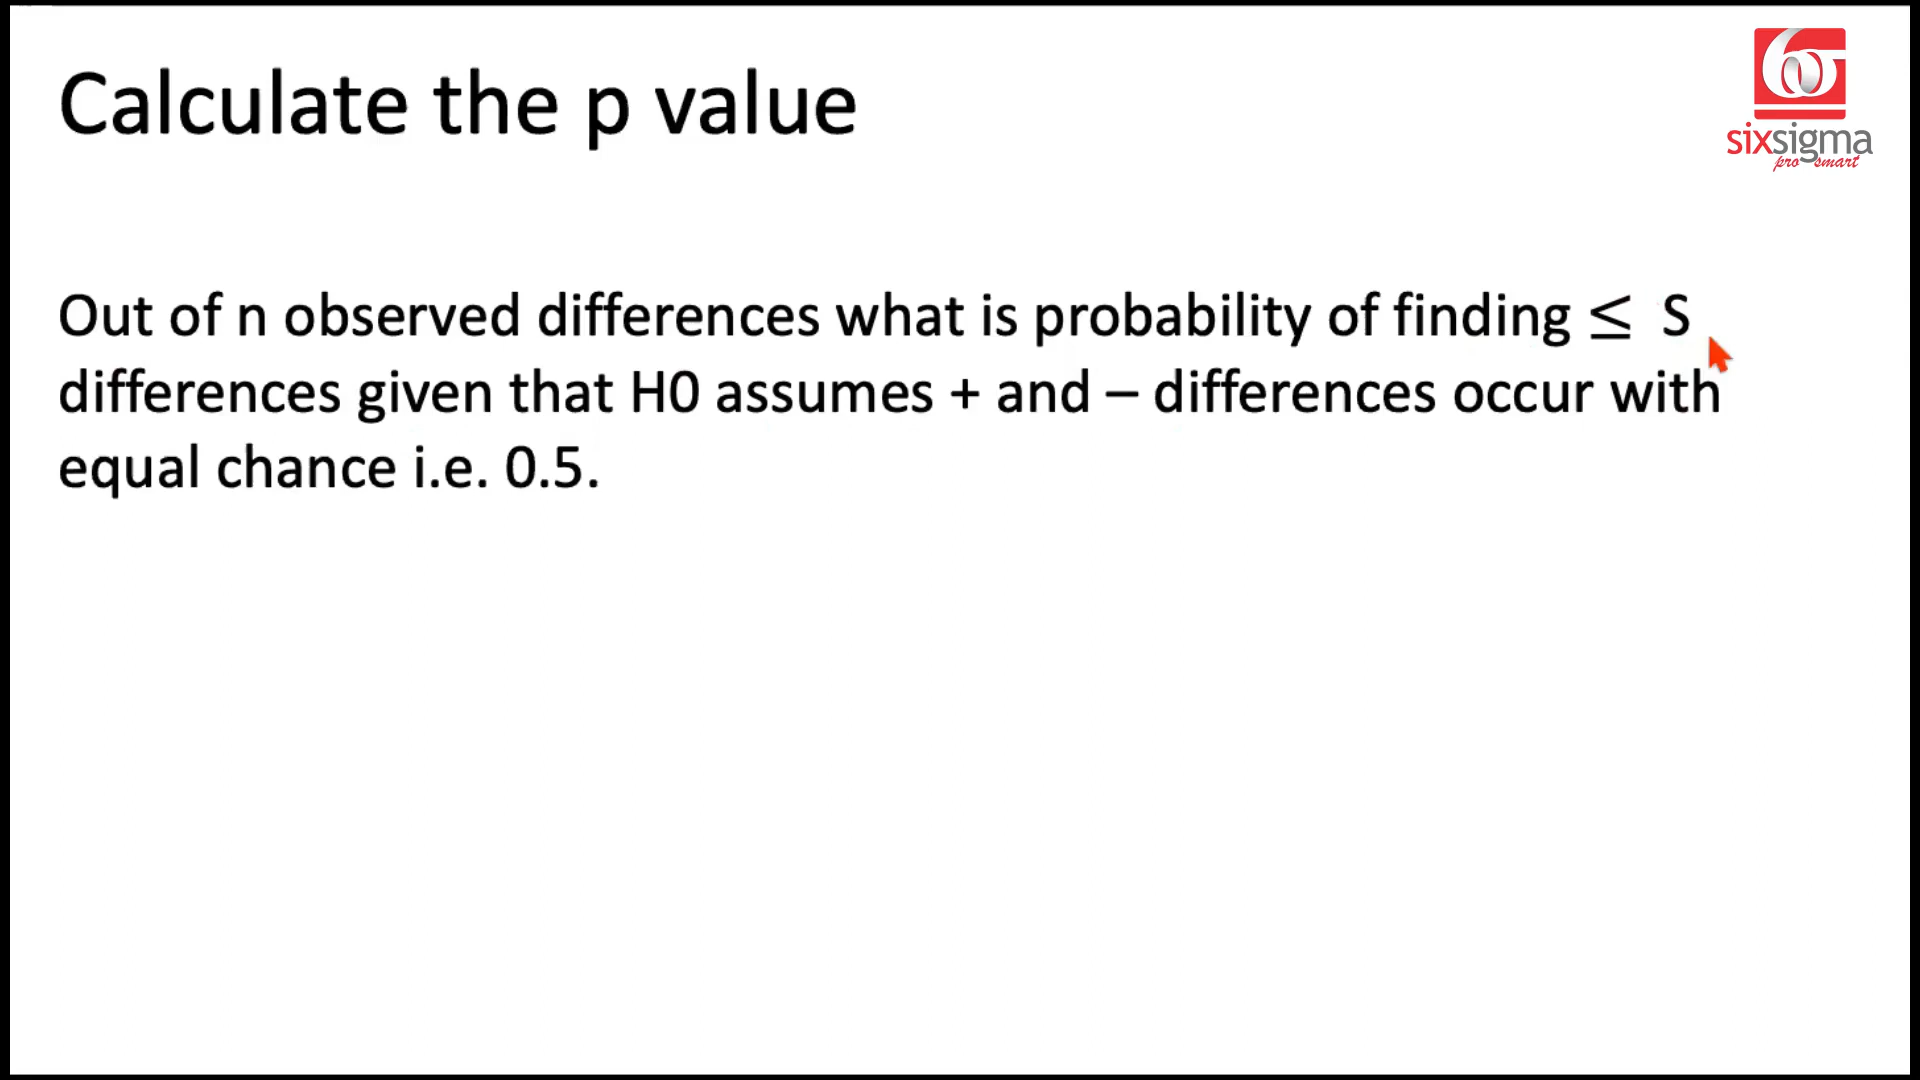 Calculate the p value
6σ
sixsigma
pro smart
Out of n observed differences what is probability of finding ≤ S
differences given that H0 assumes + and – differences occur with
equal chance i.e. 0.5.